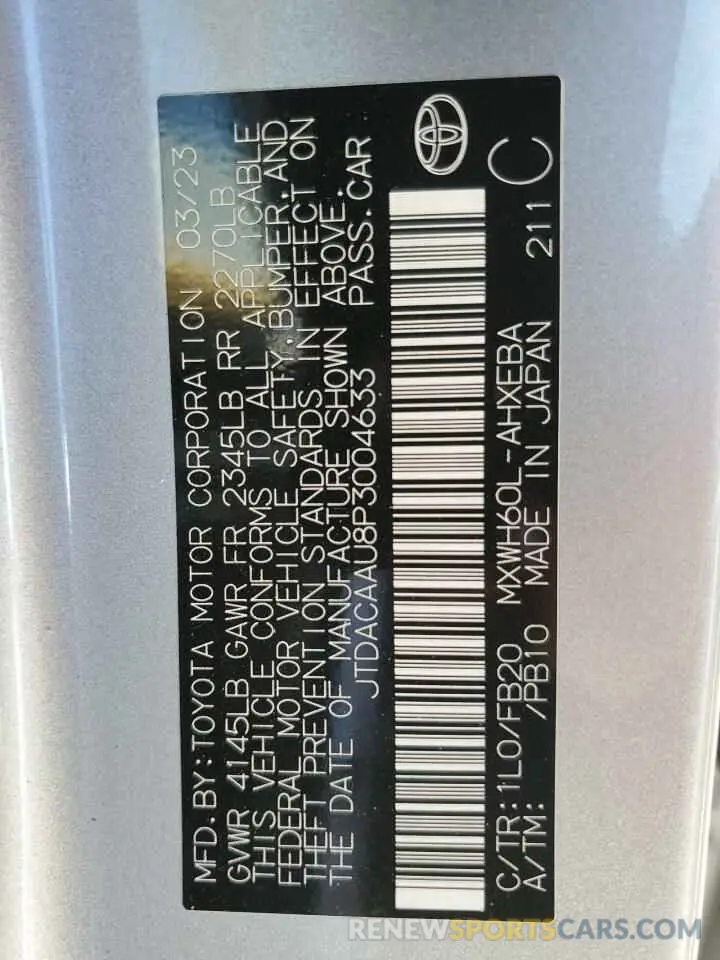 MFD.BY:TOYOTA MOTOR CORPORATION 03/23
GVWR 4145LB GAWR FR 2345LB RR 2270LB
THIS VEHICLE CONFORMS TO ALL APPLICABLE
FEDERAL MOTOR VEHICLE SAFETY,BUMPER,AND
THEFT PREVENTION STANDARDS IN EFFECT ON
THE DATE OF MANUFACTURE SHOWN ABOVE.
JTDACAAU8P3004633 PASS.CAR
C/TR:1L0/FB20 MXWH60L-AHXEBA 211 C
A/TM: /PB10 MADE IN JAPAN
RENEWSPORTSCARS.COM